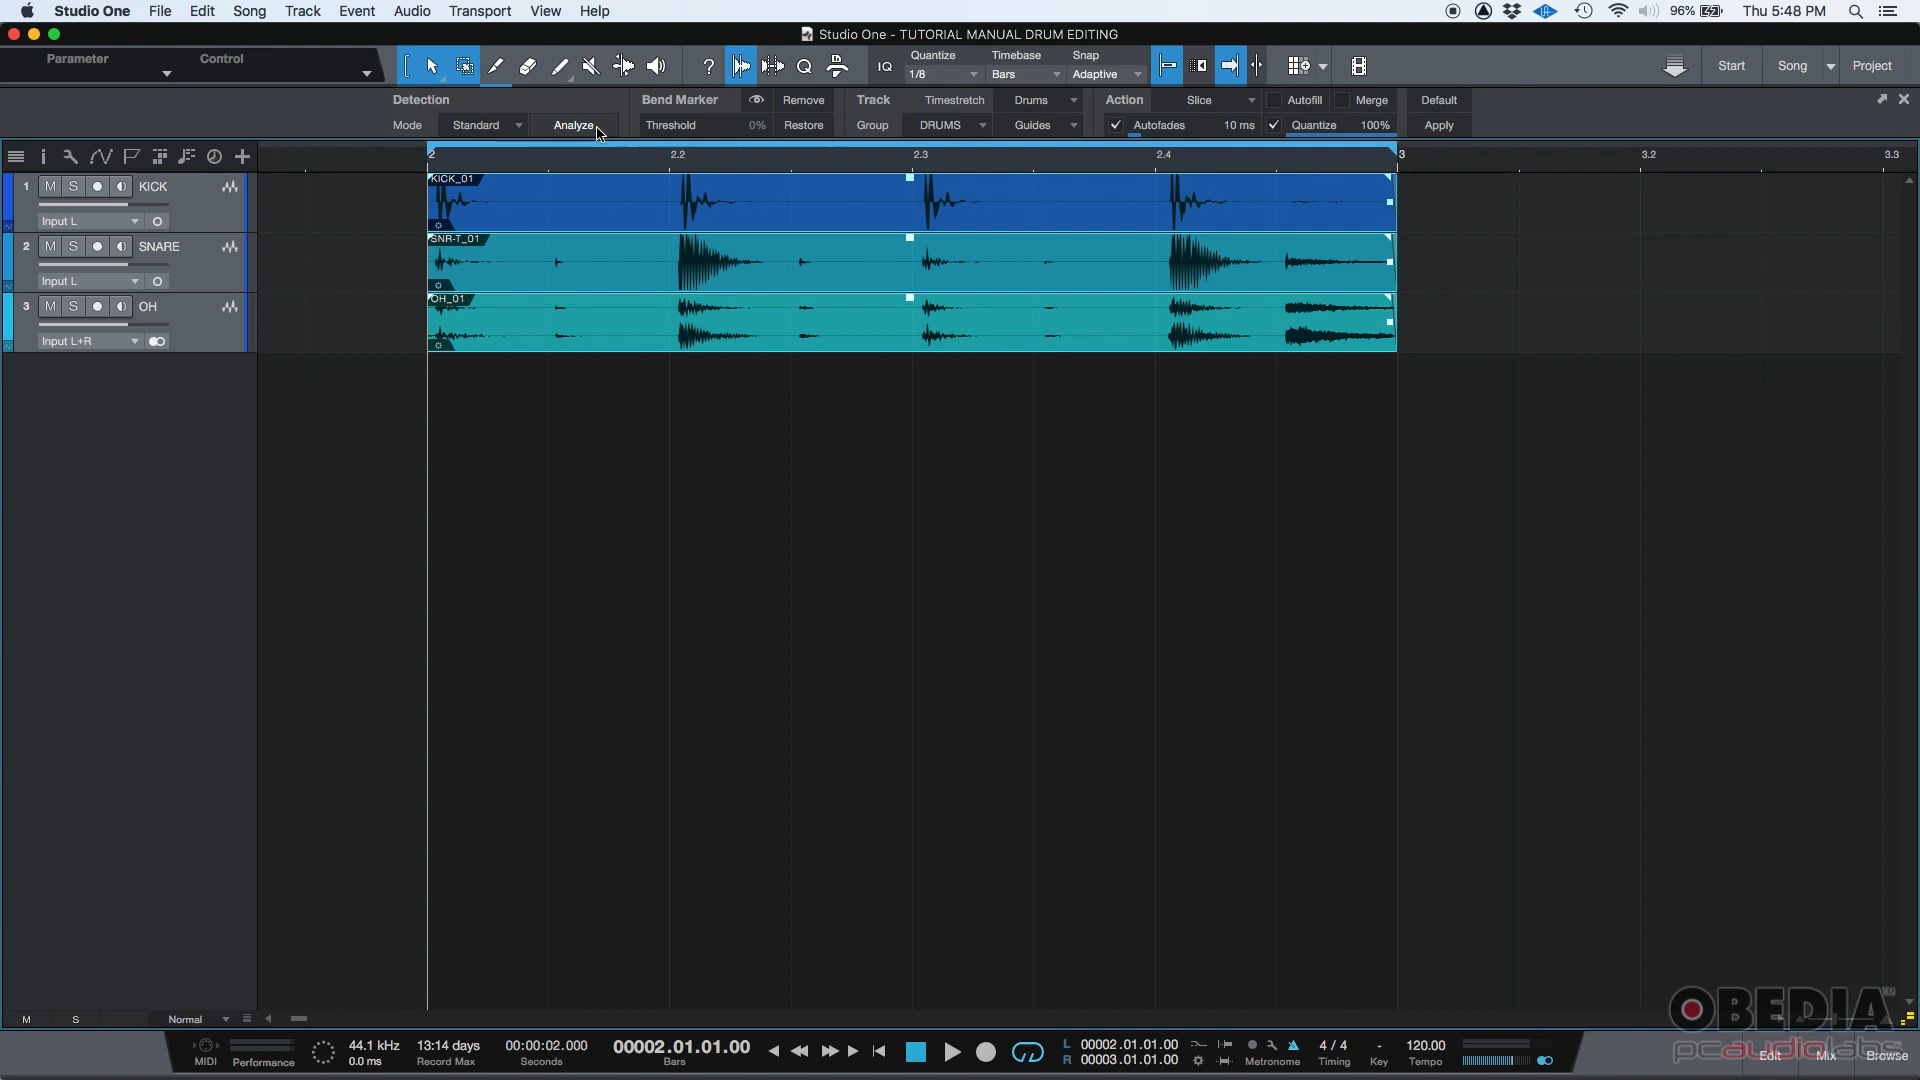 Studio One File Edit Song Track Event Audio Transport View Help 96% Thu 5:48 PM
Studio One - TUTORIAL MANUAL DRUM EDITING
Parameter Control ? Q IQ Quantize Timebase Snap
1/8 Bars Adaptive Start Song Project
Detection Bend Marker Remove Track Timestretch Drums Action Slice Autofill Merge Default
Mode Standard Analyze Threshold 0% Restore Group DRUMS Guides Autofades 10 ms Quantize 100% Apply
2 2.2 2.3 2.4 3 3.2 3.3
1 M S KICK
KICK_01
Input L
2 M S SNARE
SNR-T_01
Input L
3 M S OH
OH_01
Input L+R
M S Normal
OBEDIA
pcaudiolabs
MIDI Performance
44.1 kHz
0.0 ms
13:14 days
Record Max
00:00:02.000
Seconds
00002.01.01.00
Bars
L 00002.01.01.00
R 00003.01.01.00
Metronome
4 / 4
Timing
-
Key
120.00
Tempo
Edit Mix Browse